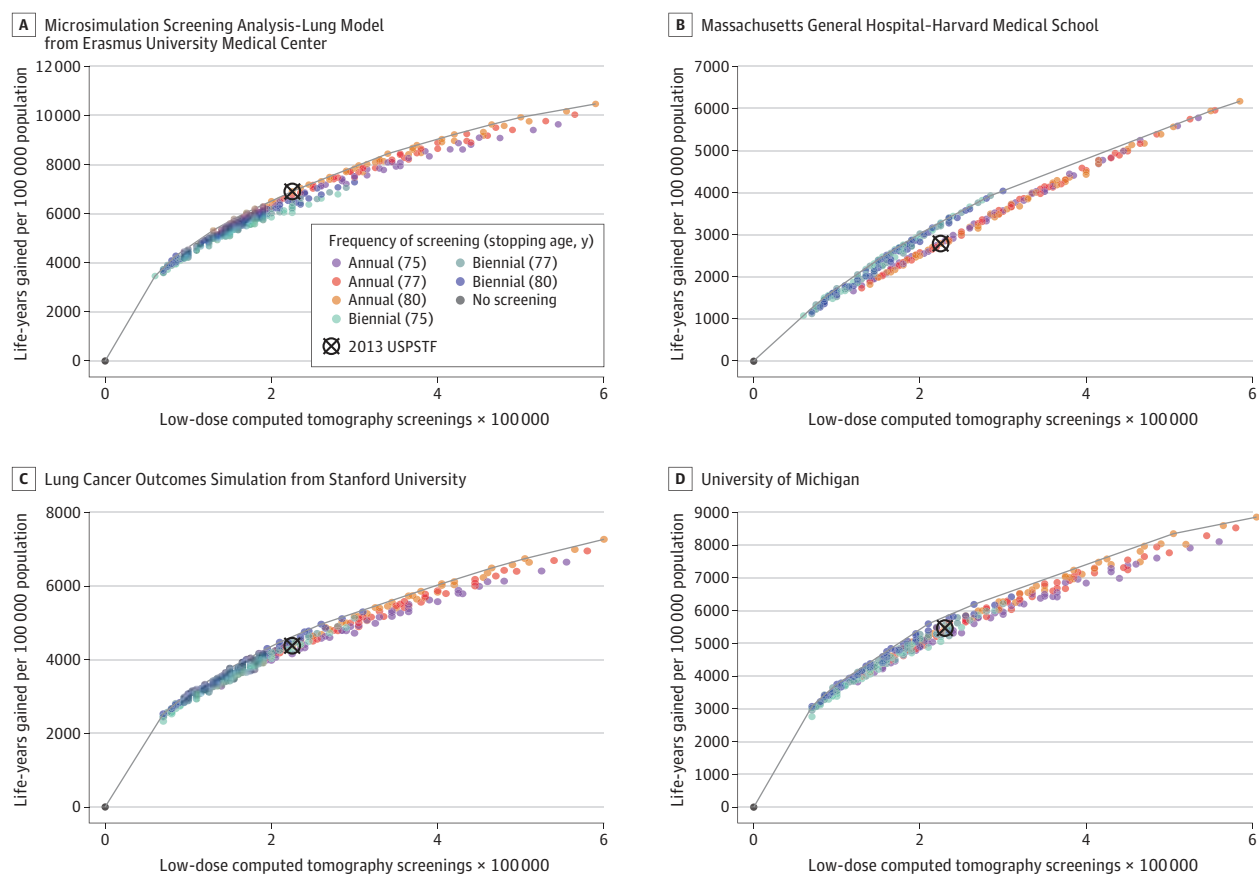 A Microsimulation Screening Analysis-Lung Model
from Erasmus University Medical Center
12 000
10 000
8000
6000
4000
2000
0
Life-years gained per 100 000 population
0 2 4 6
Low-dose computed tomography screenings × 100 000
Frequency of screening (stopping age, y)
Annual (75) Biennial (77)
Annual (77) Biennial (80)
Annual (80) No screening
Biennial (75)
2013 USPSTF
B Massachusetts General Hospital-Harvard Medical School
7000
6000
5000
4000
3000
2000
1000
0
Life-years gained per 100 000 population
0 2 4 6
Low-dose computed tomography screenings × 100 000
C Lung Cancer Outcomes Simulation from Stanford University
8000
6000
4000
2000
0
Life-years gained per 100 000 population
0 2 4 6
Low-dose computed tomography screenings × 100 000
D University of Michigan
9000
8000
7000
6000
5000
4000
3000
2000
1000
0
Life-years gained per 100 000 population
0 2 4 6
Low-dose computed tomography screenings × 100 000